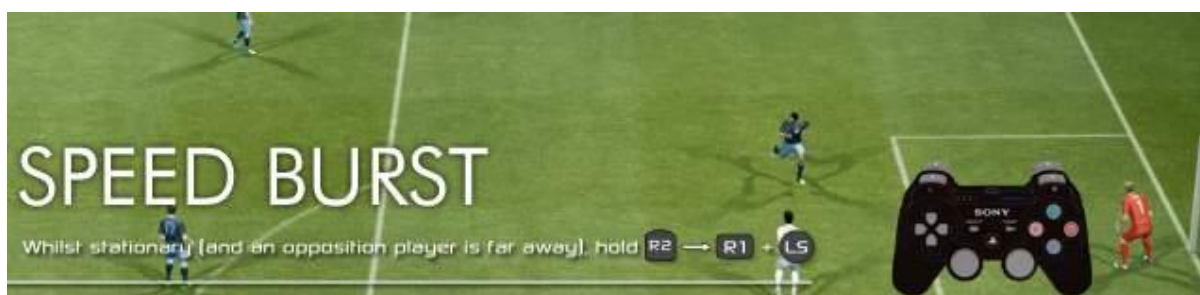 SPEED BURST
Whilst stationary (and an opposition player is far away), hold R2 → R1 + LS
SONY